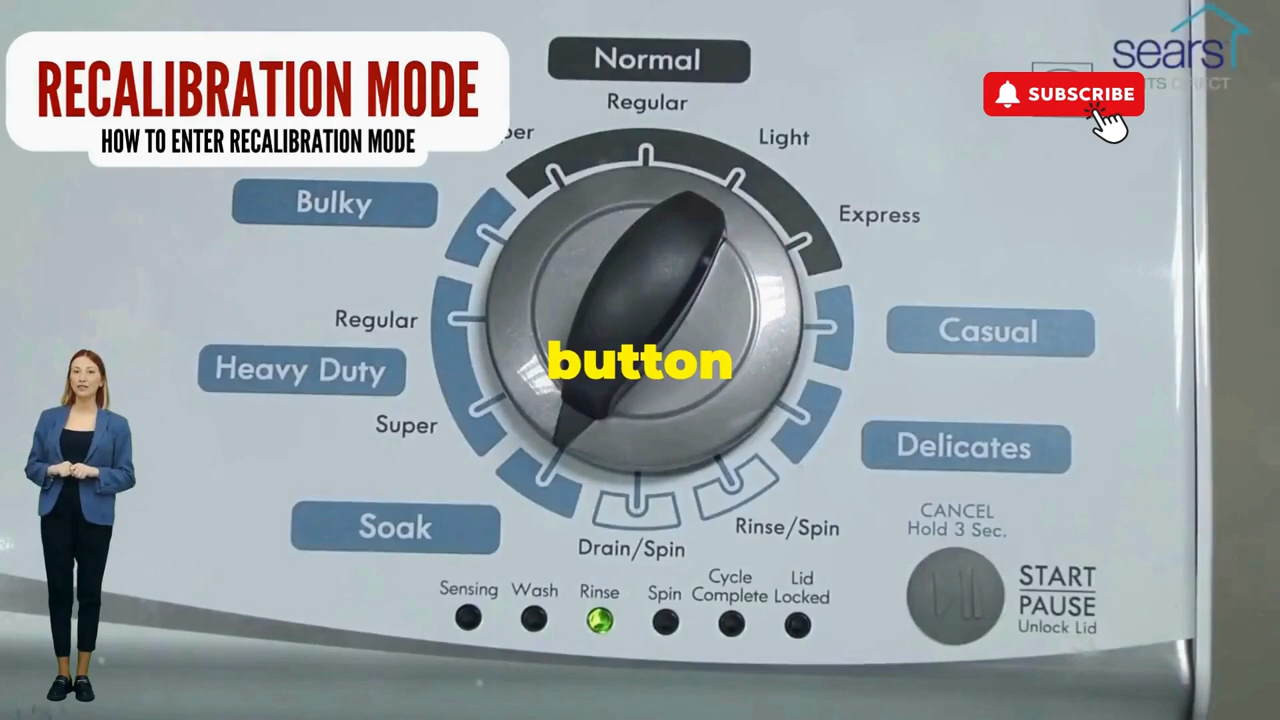 RECALIBRATION MODE
HOW TO ENTER RECALIBRATION MODE
sears
DIRECT
SUBSCRIBE
Normal
Regular
Light
Express
Bulky
Regular
Heavy Duty
Super
Casual
Delicates
button
Soak
Drain/Spin
Rinse/Spin
CANCEL
Hold 3 Sec.
START
PAUSE
Unlock Lid
Sensing
Wash
Rinse
Spin
Cycle
Complete
Lid
Locked